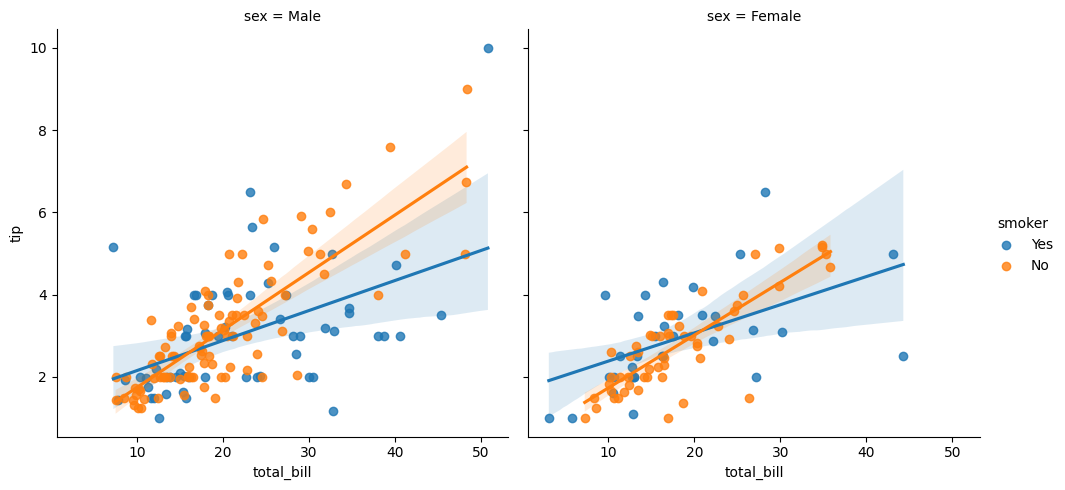 sex = Male
sex = Female
10
8
6
4
2
tip
10 20 30 40 50
10 20 30 40 50
total_bill
total_bill
smoker
Yes
No